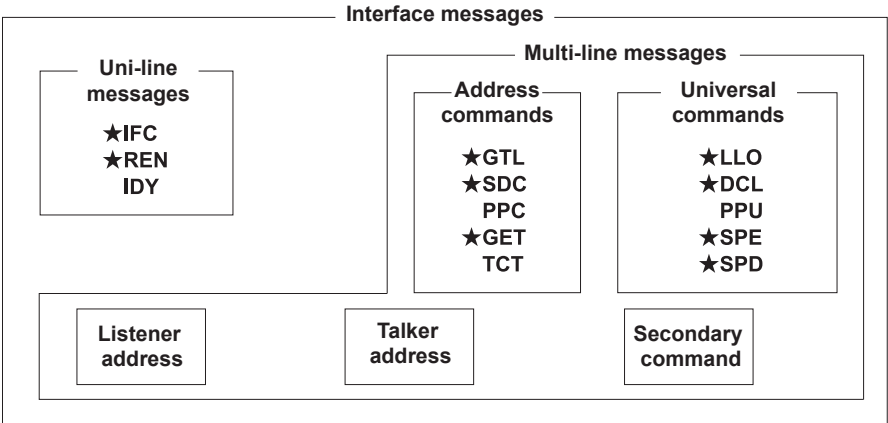 Interface messages
Uni-line
messages
★IFC
★REN
IDY
Multi-line messages
Address
commands
★GTL
★SDC
PPC
★GET
TCT
Universal
commands
★LLO
★DCL
PPU
★SPE
★SPD
Listener
address
Talker
address
Secondary
command